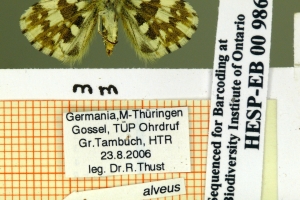 mm
Germania,M-Thüringen
Gossel, TÜP Ohrdruf
Gr.Tambuch, HTR
23.8.2006
leg. Dr.R.Thust
alveus
Sequenced for Barcoding at
Biodiversity Institute of Ontario
HESP-EB 00 986